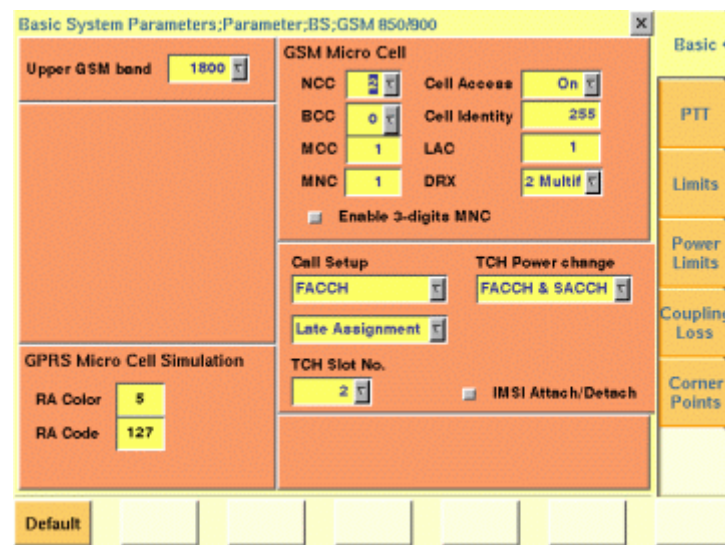 Basic System Parameters;Parameter;BS;GSM 850/900
Upper GSM band 1800
GSM Micro Cell
NCC 2 Cell Access On
BCC 0 Cell Identity 255
MCC 1 LAC 1
MNC 1 DRX 2 Multif
Enable 3-digits MNC
Call Setup TCH Power change
FACCH FACCH & SACCH
Late Assignment
TCH Slot No.
2 IMSI Attach/Detach
GPRS Micro Cell Simulation
RA Color 5
RA Code 127
Basic
PTT
Limits
Power
Limits
Coupling
Loss
Corner
Points
Default